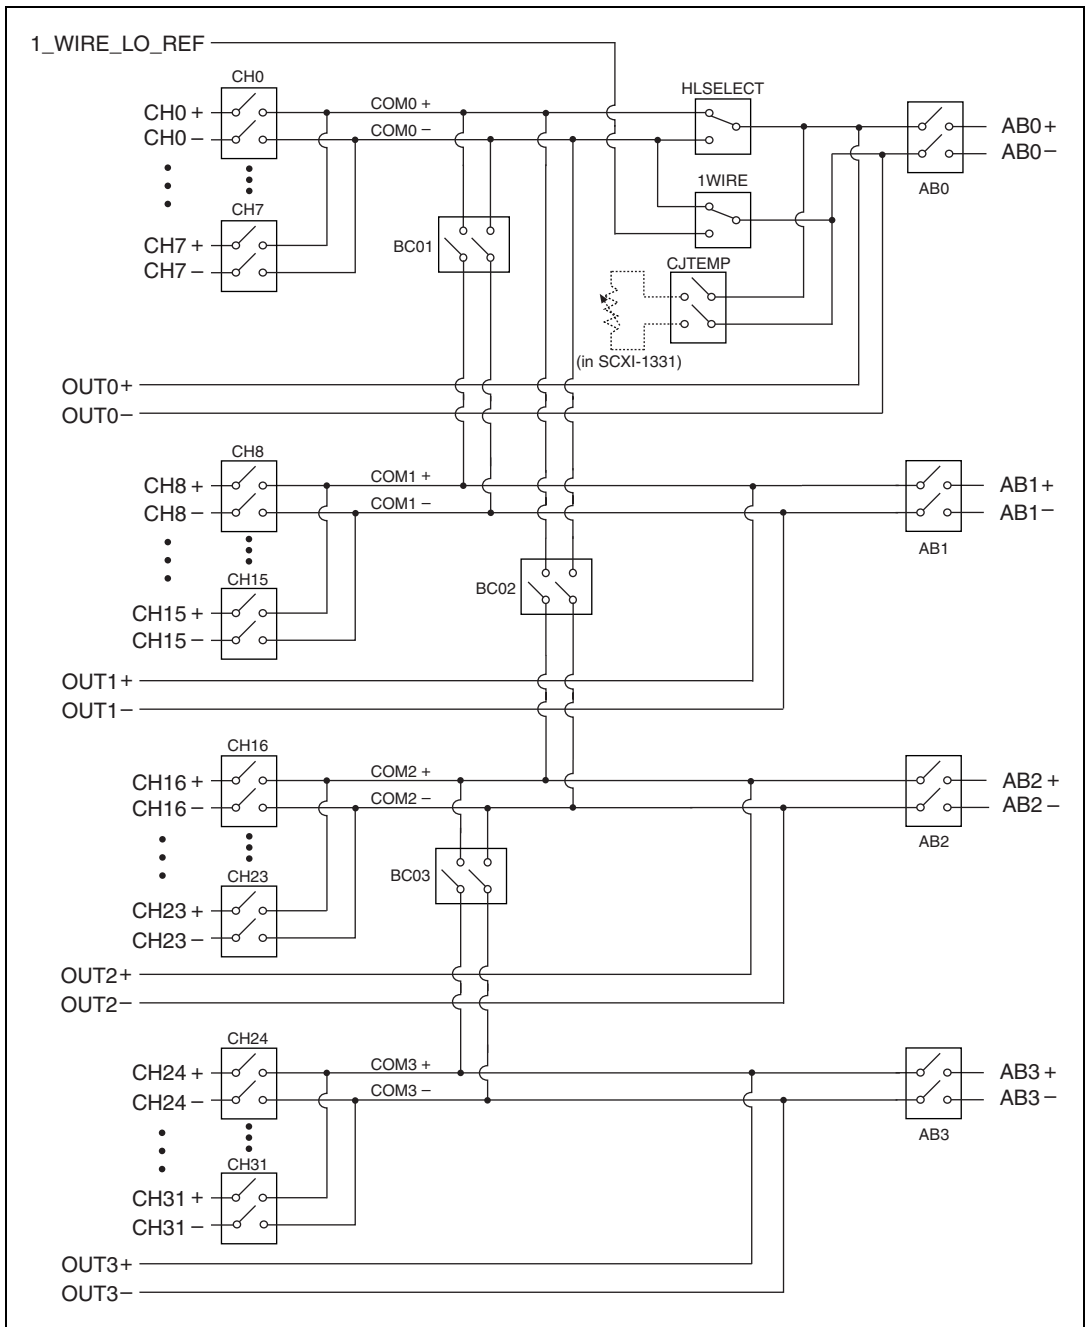 1_WIRE_LO_REF
CH0
HLSELECT
CH0 +
COM0 +
AB0+
CH0 −
COM0 −
AB0−
AB0
1WIRE
CH7
CH7 +
BC01
CH7 −
CJTEMP
(in SCXI-1331)
OUT0+
OUT0−
CH8
CH8 +
COM1 +
AB1+
CH8 −
COM1 −
AB1−
AB1
CH15
BC02
CH15 +
CH15 −
OUT1+
OUT1−
CH16
CH16 +
COM2 +
AB2 +
CH16 −
COM2 −
AB2 −
AB2
CH23
BC03
CH23 +
CH23 −
OUT2+
OUT2−
CH24
CH24 +
COM3 +
AB3 +
CH24 −
COM3 −
AB3 −
AB3
CH31
CH31 +
CH31 −
OUT3+
OUT3−